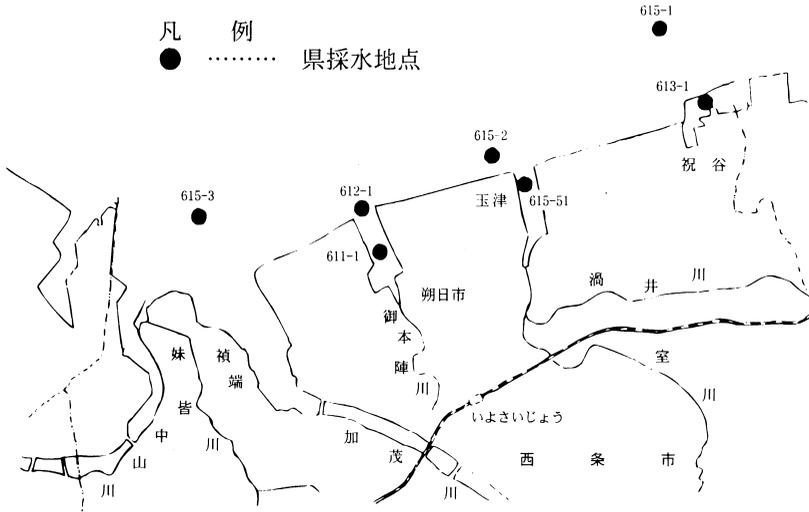 615-1
凡例
県採水地点
613-1
615-2
祝谷
615-3
612-1
玉津
615-51
611-1
渦井川
朔日市
御本陣川
妹皆川
禎端
室川
いよさいじょう
中山川
加茂川
西条市